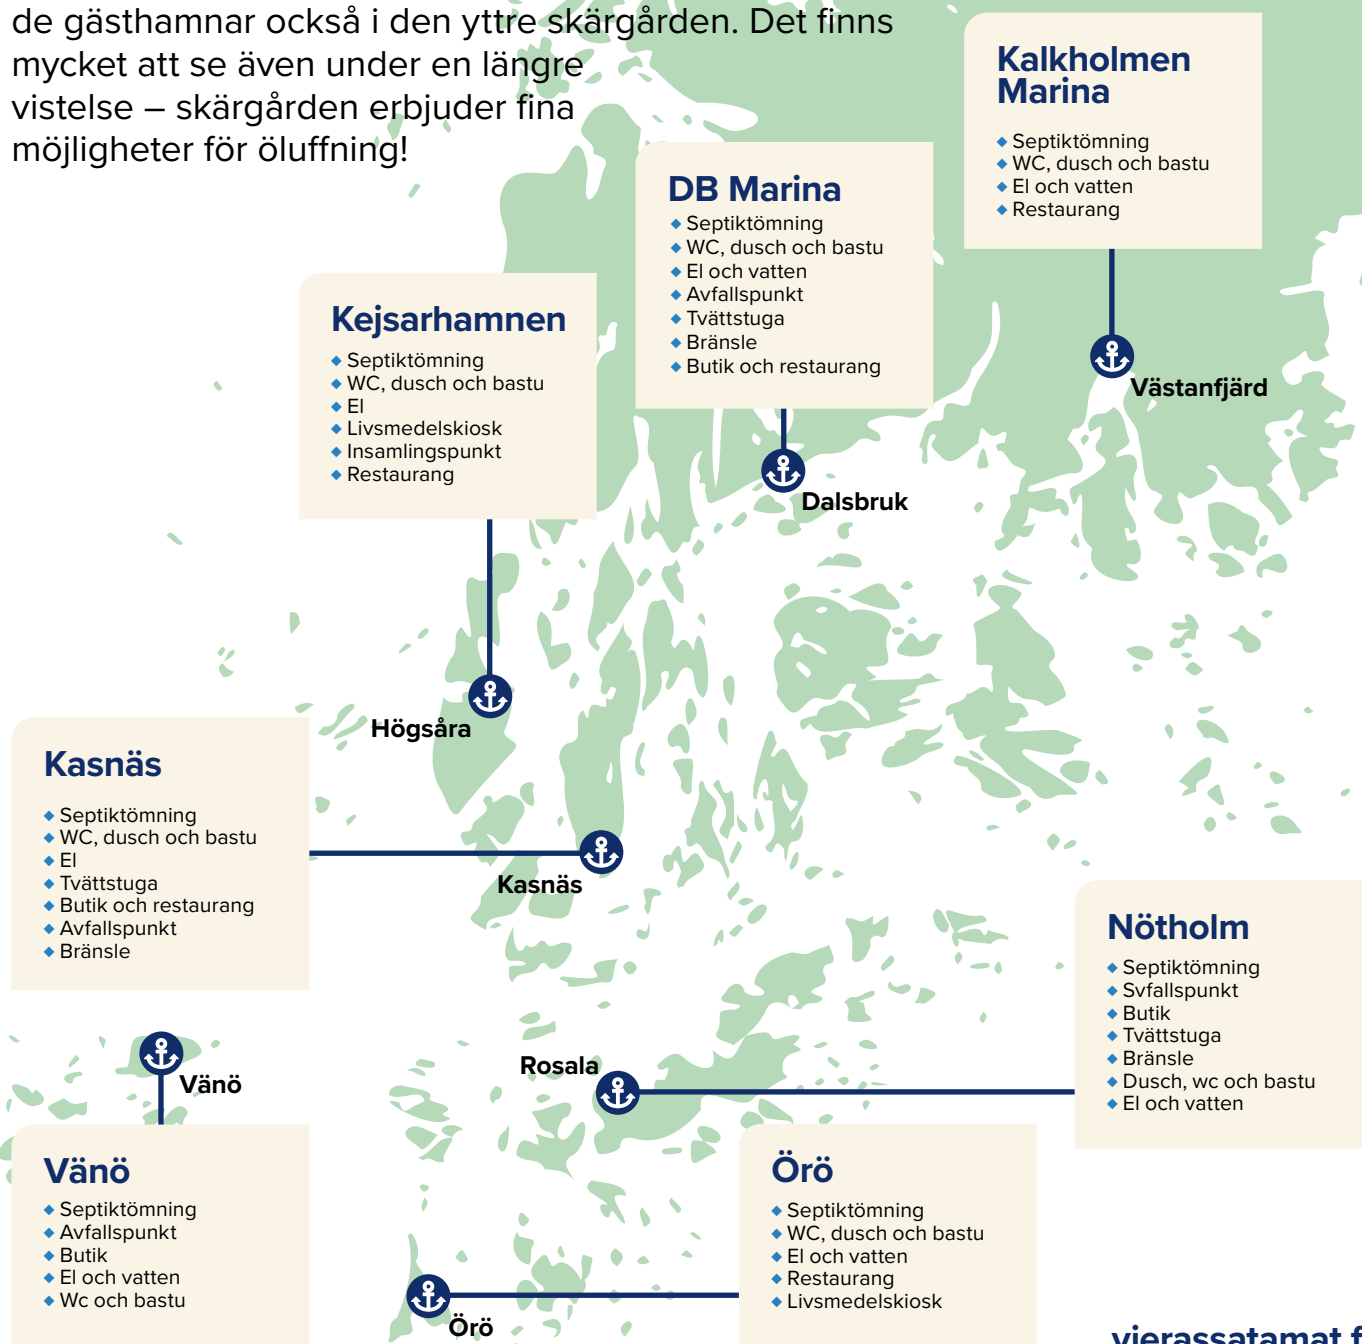 de gästhamnar också i den yttre skärgården. Det finns
mycket att se även under en längre
vistelse – skärgården erbjuder fina
möjligheter för öluffning!
Kalkholmen
Marina
Septiktömning
WC, dusch och bastu
El och vatten
Restaurang
Västanfjärd
DB Marina
Septiktömning
WC, dusch och bastu
El och vatten
Avfallspunkt
Tvättstuga
Bränsle
Butik och restaurang
Dalsbruk
Kejsarhamnen
Septiktömning
WC, dusch och bastu
El
Livsmedelskiosk
Insamlingspunkt
Restaurang
Högsåra
Kasnäs
Septiktömning
WC, dusch och bastu
El
Tvättstuga
Butik och restaurang
Avfallspunkt
Bränsle
Kasnäs
Nötholm
Septiktömning
Svfallspunkt
Butik
Tvättstuga
Bränsle
Dusch, wc och bastu
El och vatten
Rosala
Vänö
Vänö
Septiktömning
Avfallspunkt
Butik
El och vatten
Wc och bastu
Örö
Septiktömning
WC, dusch och bastu
El och vatten
Restaurang
Livsmedelskiosk
Örö
vierassatamat.f